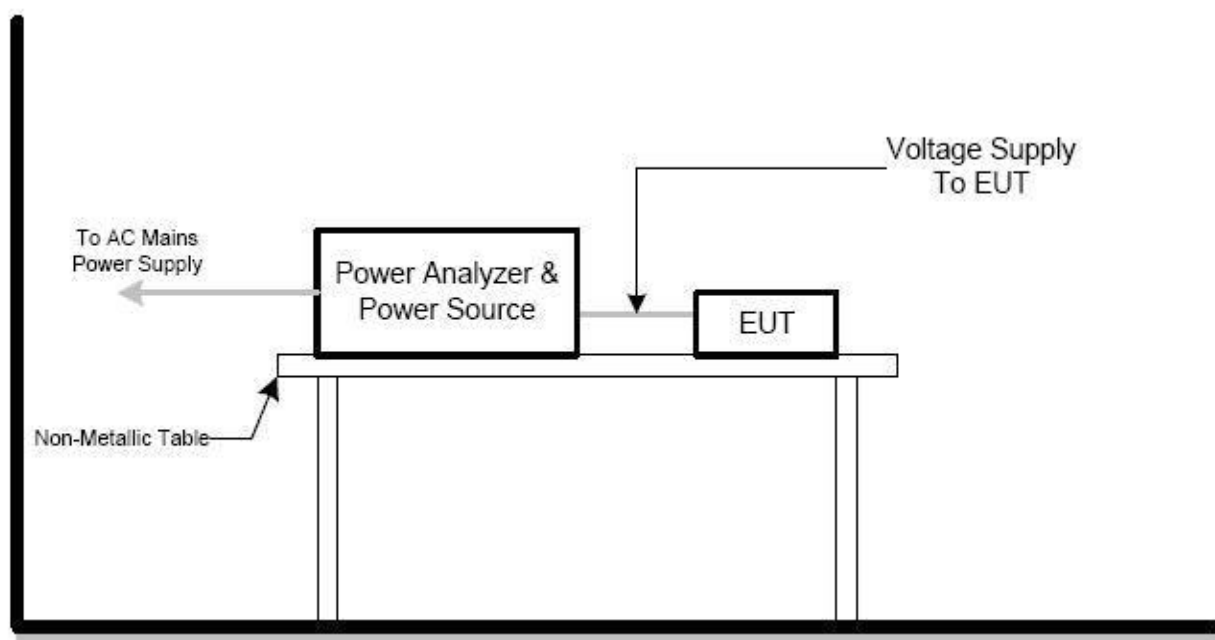 Voltage Supply
To EUT
To AC Mains
Power Supply
Power Analyzer &
Power Source
EUT
Non-Metallic Table